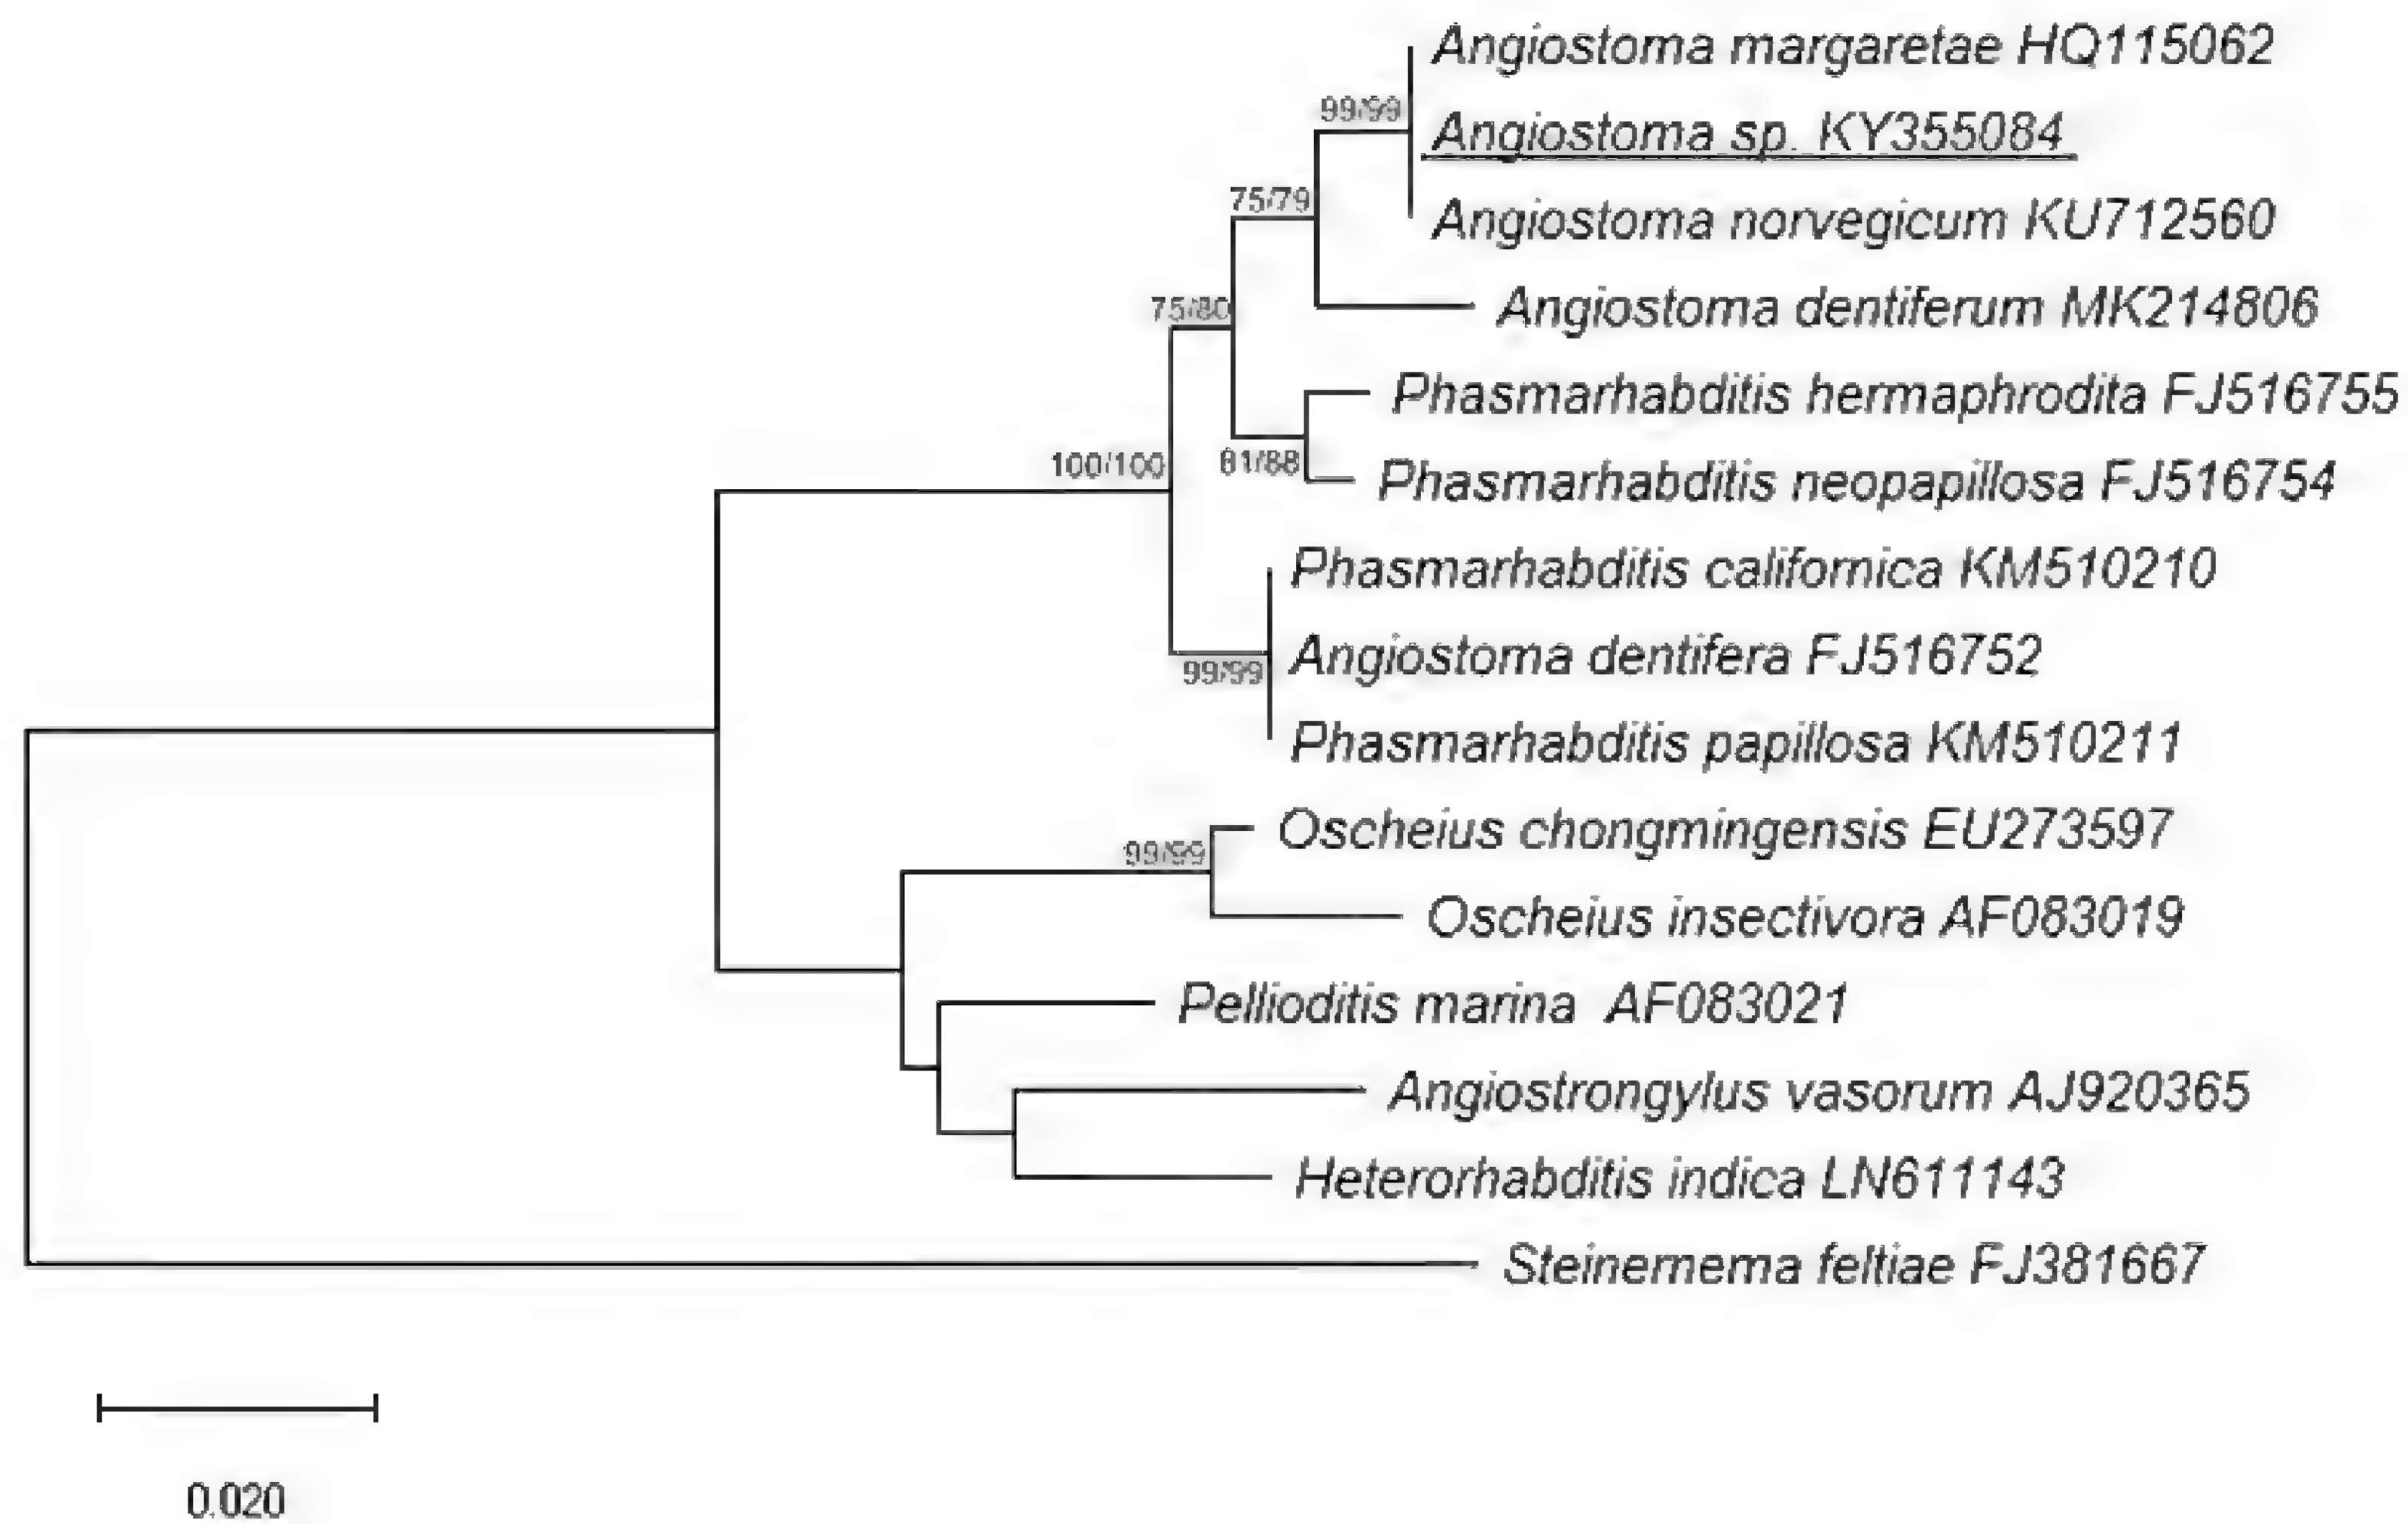 Angiostoma margaretae HQ115062
99/99
Angiostoma sp. KY355084
75/79
Angiostoma norvegicum KU712560
75/80
Angiostoma dentiferum MK214806
Phasmarhabditis hermaphrodita FJ516755
100/100
81/88
Phasmarhabditis neopapillosa FJ516754
Phasmarhabditis californica KM510210
Angiostoma dentifera FJ516752
99/99
Phasmarhabditis papillosa KM510211
Oscheius chongmingensis EU273597
99/99
Oscheius insectivora AF083019
Pellioditis marina AF083021
Angiostrongylus vasorum AJ920365
Heterorhabditis indica LN611143
Steinernema feltiae FJ381667
0.020